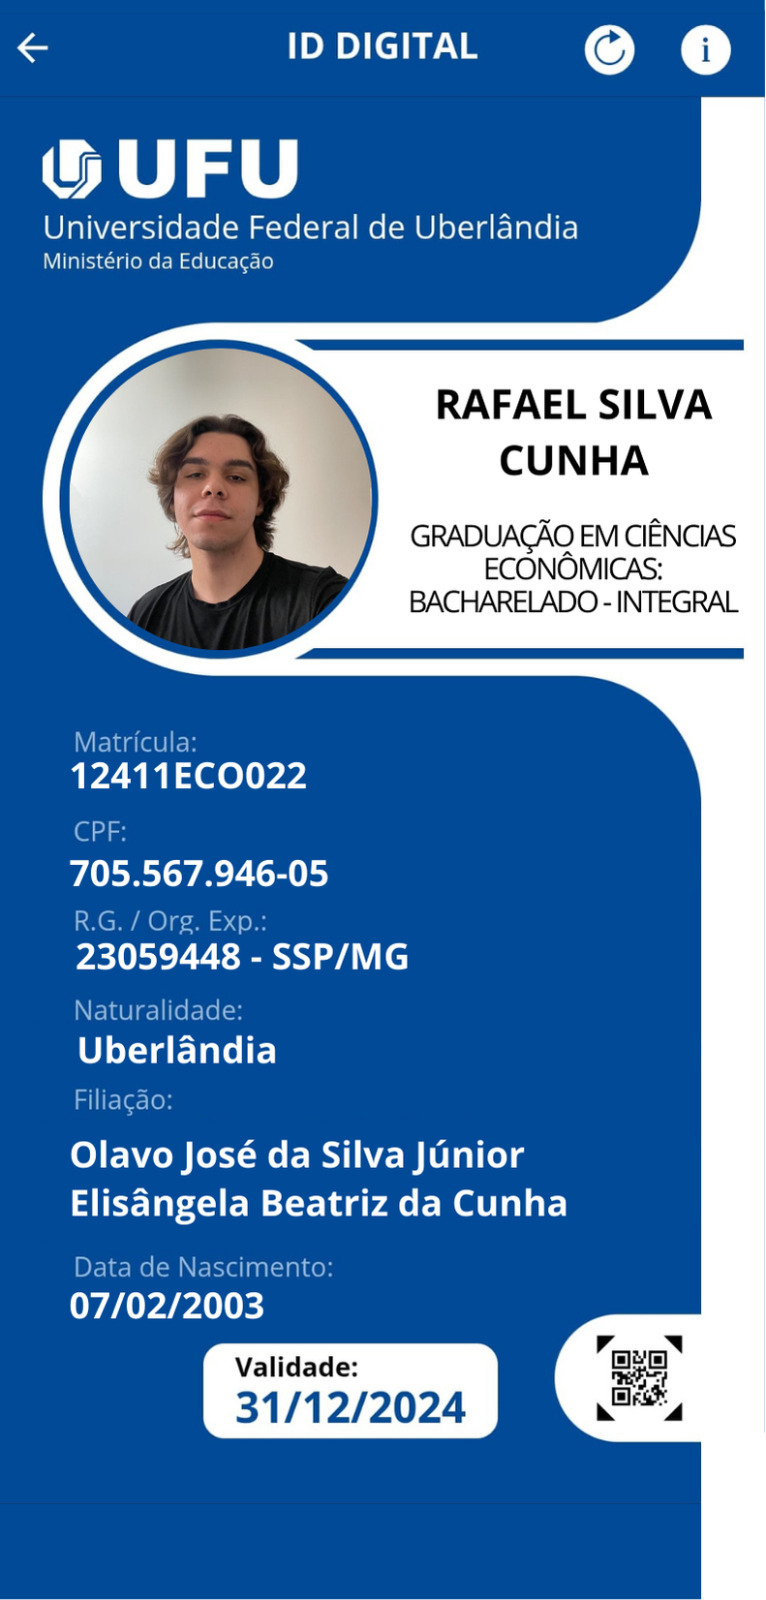 ID DIGITAL
UFU
Universidade Federal de Uberlândia
Ministério da Educação
RAFAEL SILVA
CUNHA
GRADUAÇÃO EM CIÊNCIAS
ECONÔMICAS:
BACHARELADO - INTEGRAL
Matrícula:
12411ECO022
CPF:
705.567.946-05
R.G. / Org. Exp.:
23059448 - SSP/MG
Naturalidade:
Uberlândia
Filiação:
Olavo José da Silva Júnior
Elisângela Beatriz da Cunha
Data de Nascimento:
07/02/2003
Validade:
31/12/2024